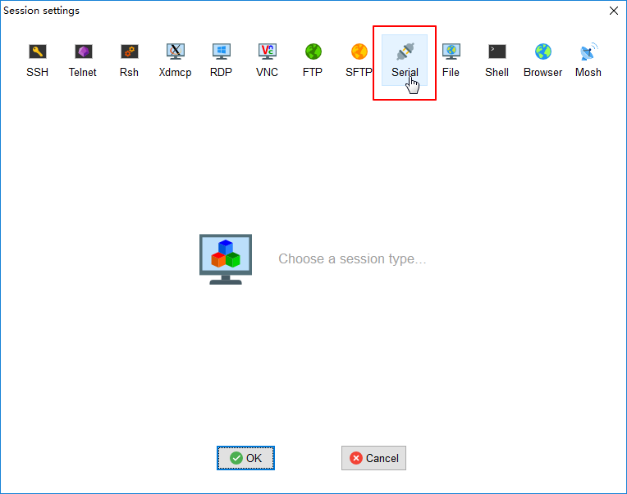 Session settings
SSH Telnet Rsh Xdmcp RDP VNC FTP SFTP Serial File Shell Browser Mosh
Choose a session type...
OK Cancel